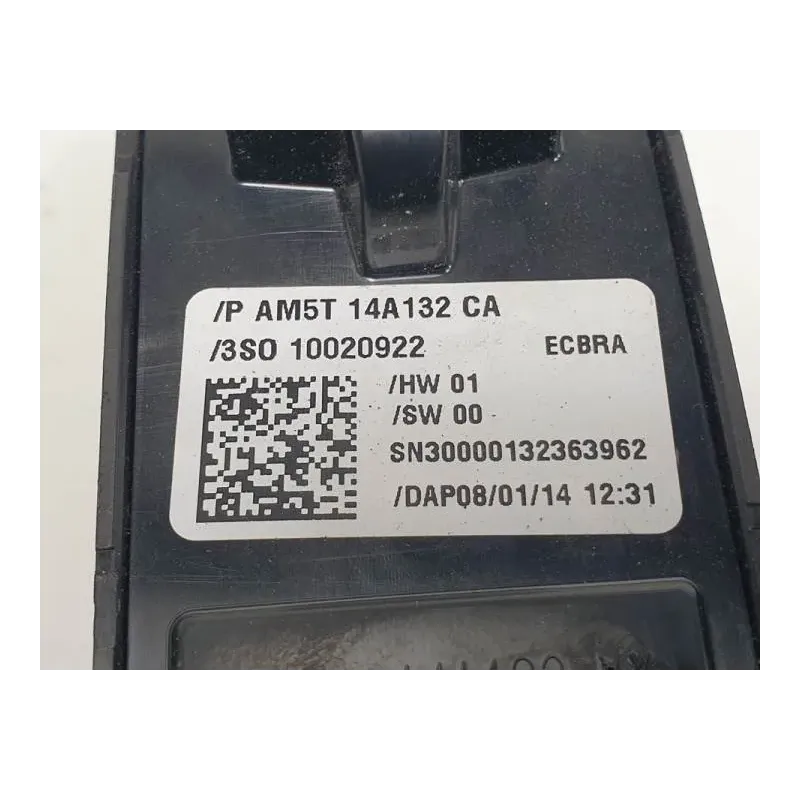 /P AM5T 14A132 CA
/3SO 10020922 ECBRA
/HW 01
/SW 00
SN30000132363962
/DAP08/01/14 12:31